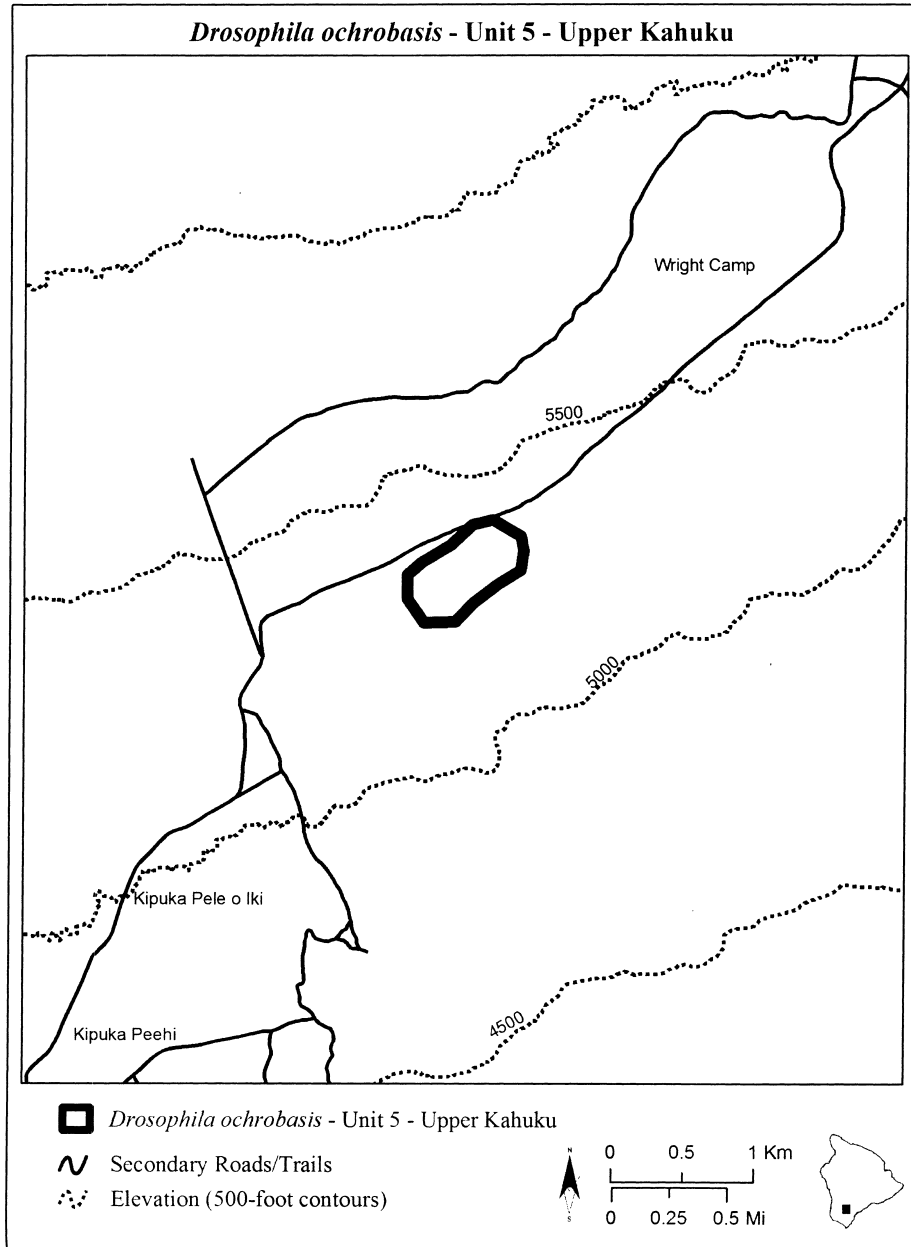 Drosophila ochrobasis - Unit 5 - Upper Kahuku
Wright Camp
5500
5000
Kipuka Pele o Iki
4500
Kipuka Peehi
Drosophila ochrobasis - Unit 5 - Upper Kahuku
Secondary Roads/Trails
Elevation (500-foot contours)
N
S
0 0.5 1 Km
0 0.25 0.5 Mi